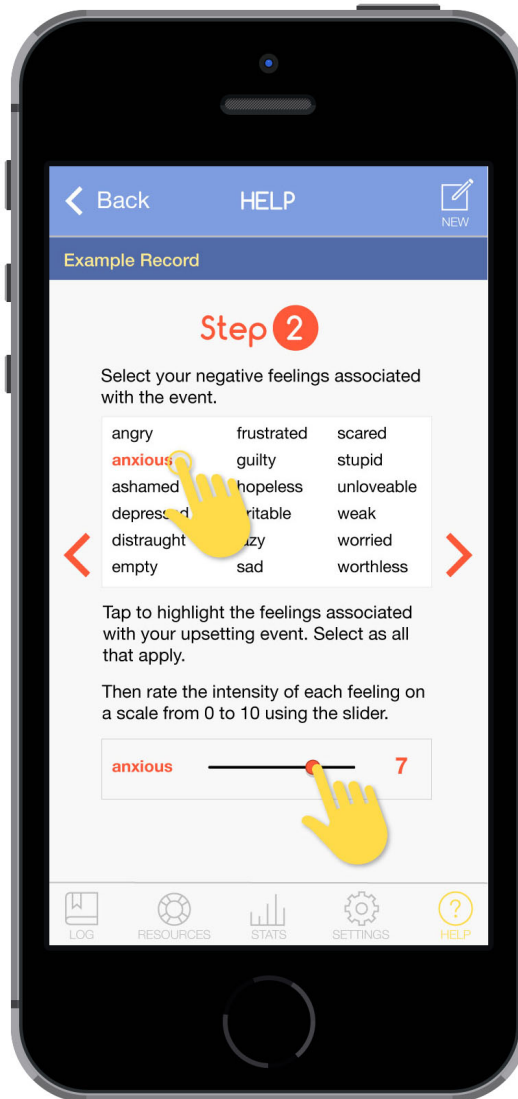 Back
HELP
NEW
Example Record
Step 2
Select your negative feelings associated
with the event.
angry frustrated scared
anxious guilty stupid
ashamed hopeless unloveable
depressed irritable weak
distraught worried
empty sad worthless
Tap to highlight the feelings associated
with your upsetting event. Select as all
that apply.
Then rate the intensity of each feeling on
a scale from 0 to 10 using the slider.
anxious 7
LOG RESOURCES STATS SETTINGS HELP